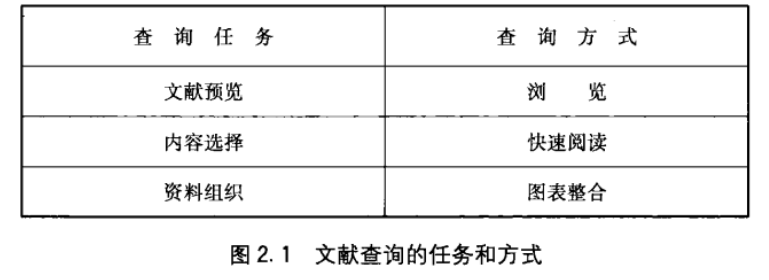 查询任务 查询方式
文献预览 浏览
内容选择 快速阅读
资料组织 图表整合
图2.1 文献查询的任务和方式